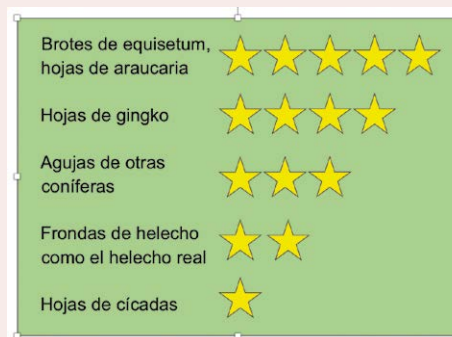 Brotes de equisetum,
hojas de araucaria
Hojas de gingko
Agujas de otras
coníferas
Frondas de helecho
como el helecho real
Hojas de cícadas